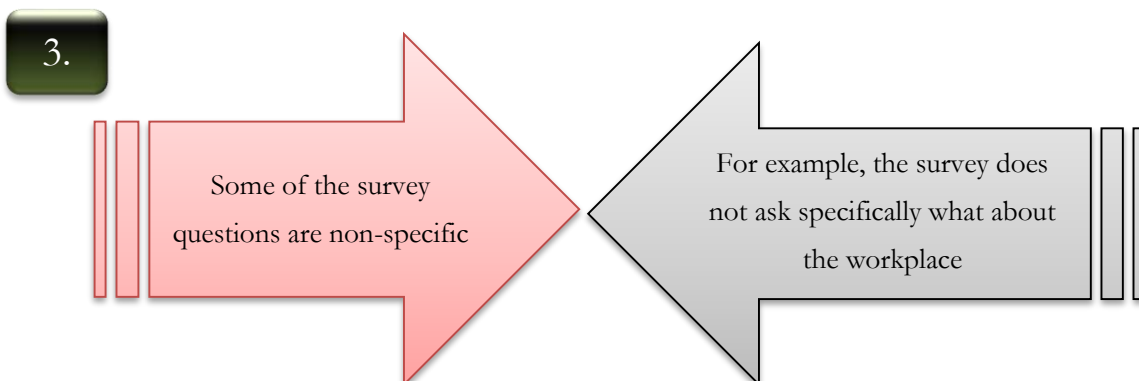 3.
Some of the survey
questions are non-specific
For example, the survey does
not ask specifically what about
the workplace